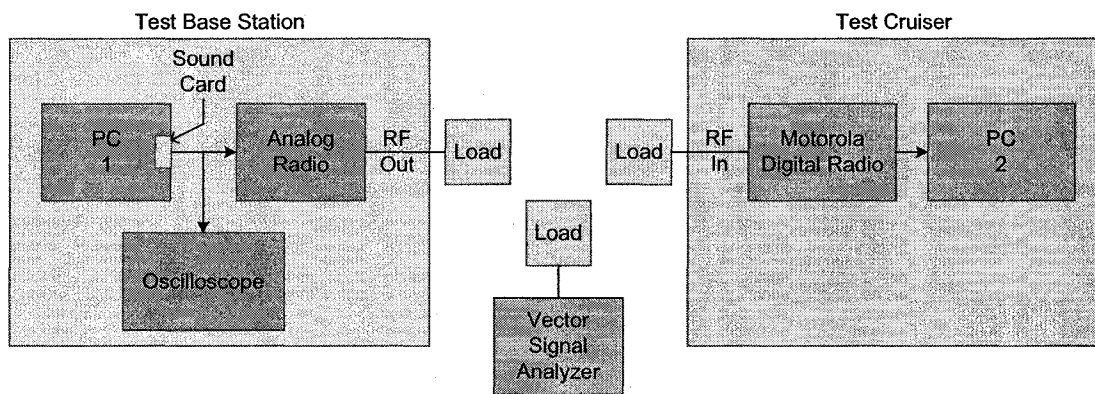 Test Base Station
Sound
Card
PC
1
Analog
Radio
RF
Out
Load
Oscilloscope
Load
Vector
Signal
Analyzer
Test Cruiser
Load
RF
In
Motorola
Digital Radio
PC
2